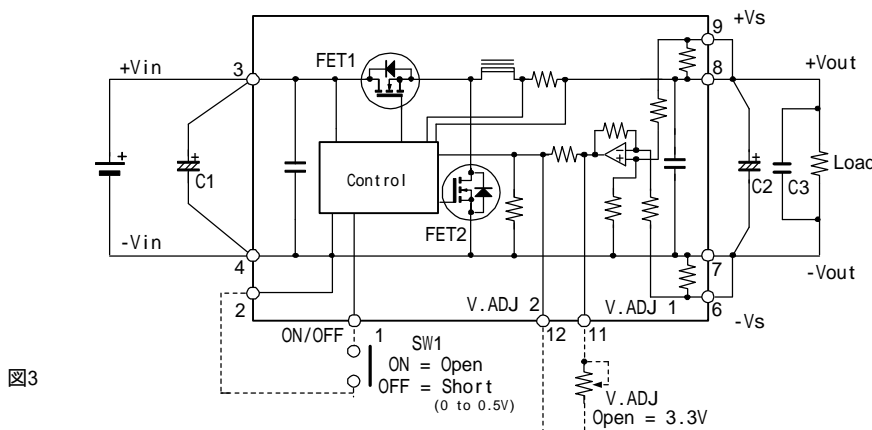 9
+Vs
FET1
8
+Vin
3
+Vout
+
+
C1
Control
-
+
+
C2
C3
Load
FET2
-Vin
4
7
-Vout
2
V.ADJ 2
V.ADJ 1
6
-Vs
ON/OFF
1
12
11
SW1
ON = Open
OFF = Short
(0 to 0.5V)
V.ADJ
Open = 3.3V
図3